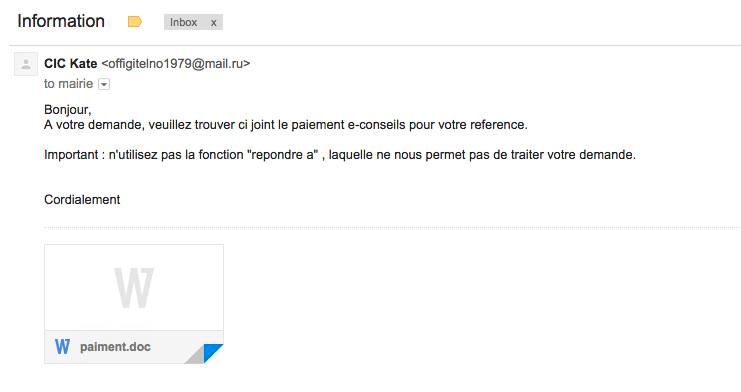 Information
Inbox x
CIC Kate <offigitelno1979@mail.ru>
to mairie
Bonjour,
A votre demande, veuillez trouver ci joint le paiement e-conseils pour votre reference.
Important : n'utilisez pas la fonction "repondre a" , laquelle ne nous permet pas de traiter votre demande.
Cordialement
W
W paiment.doc